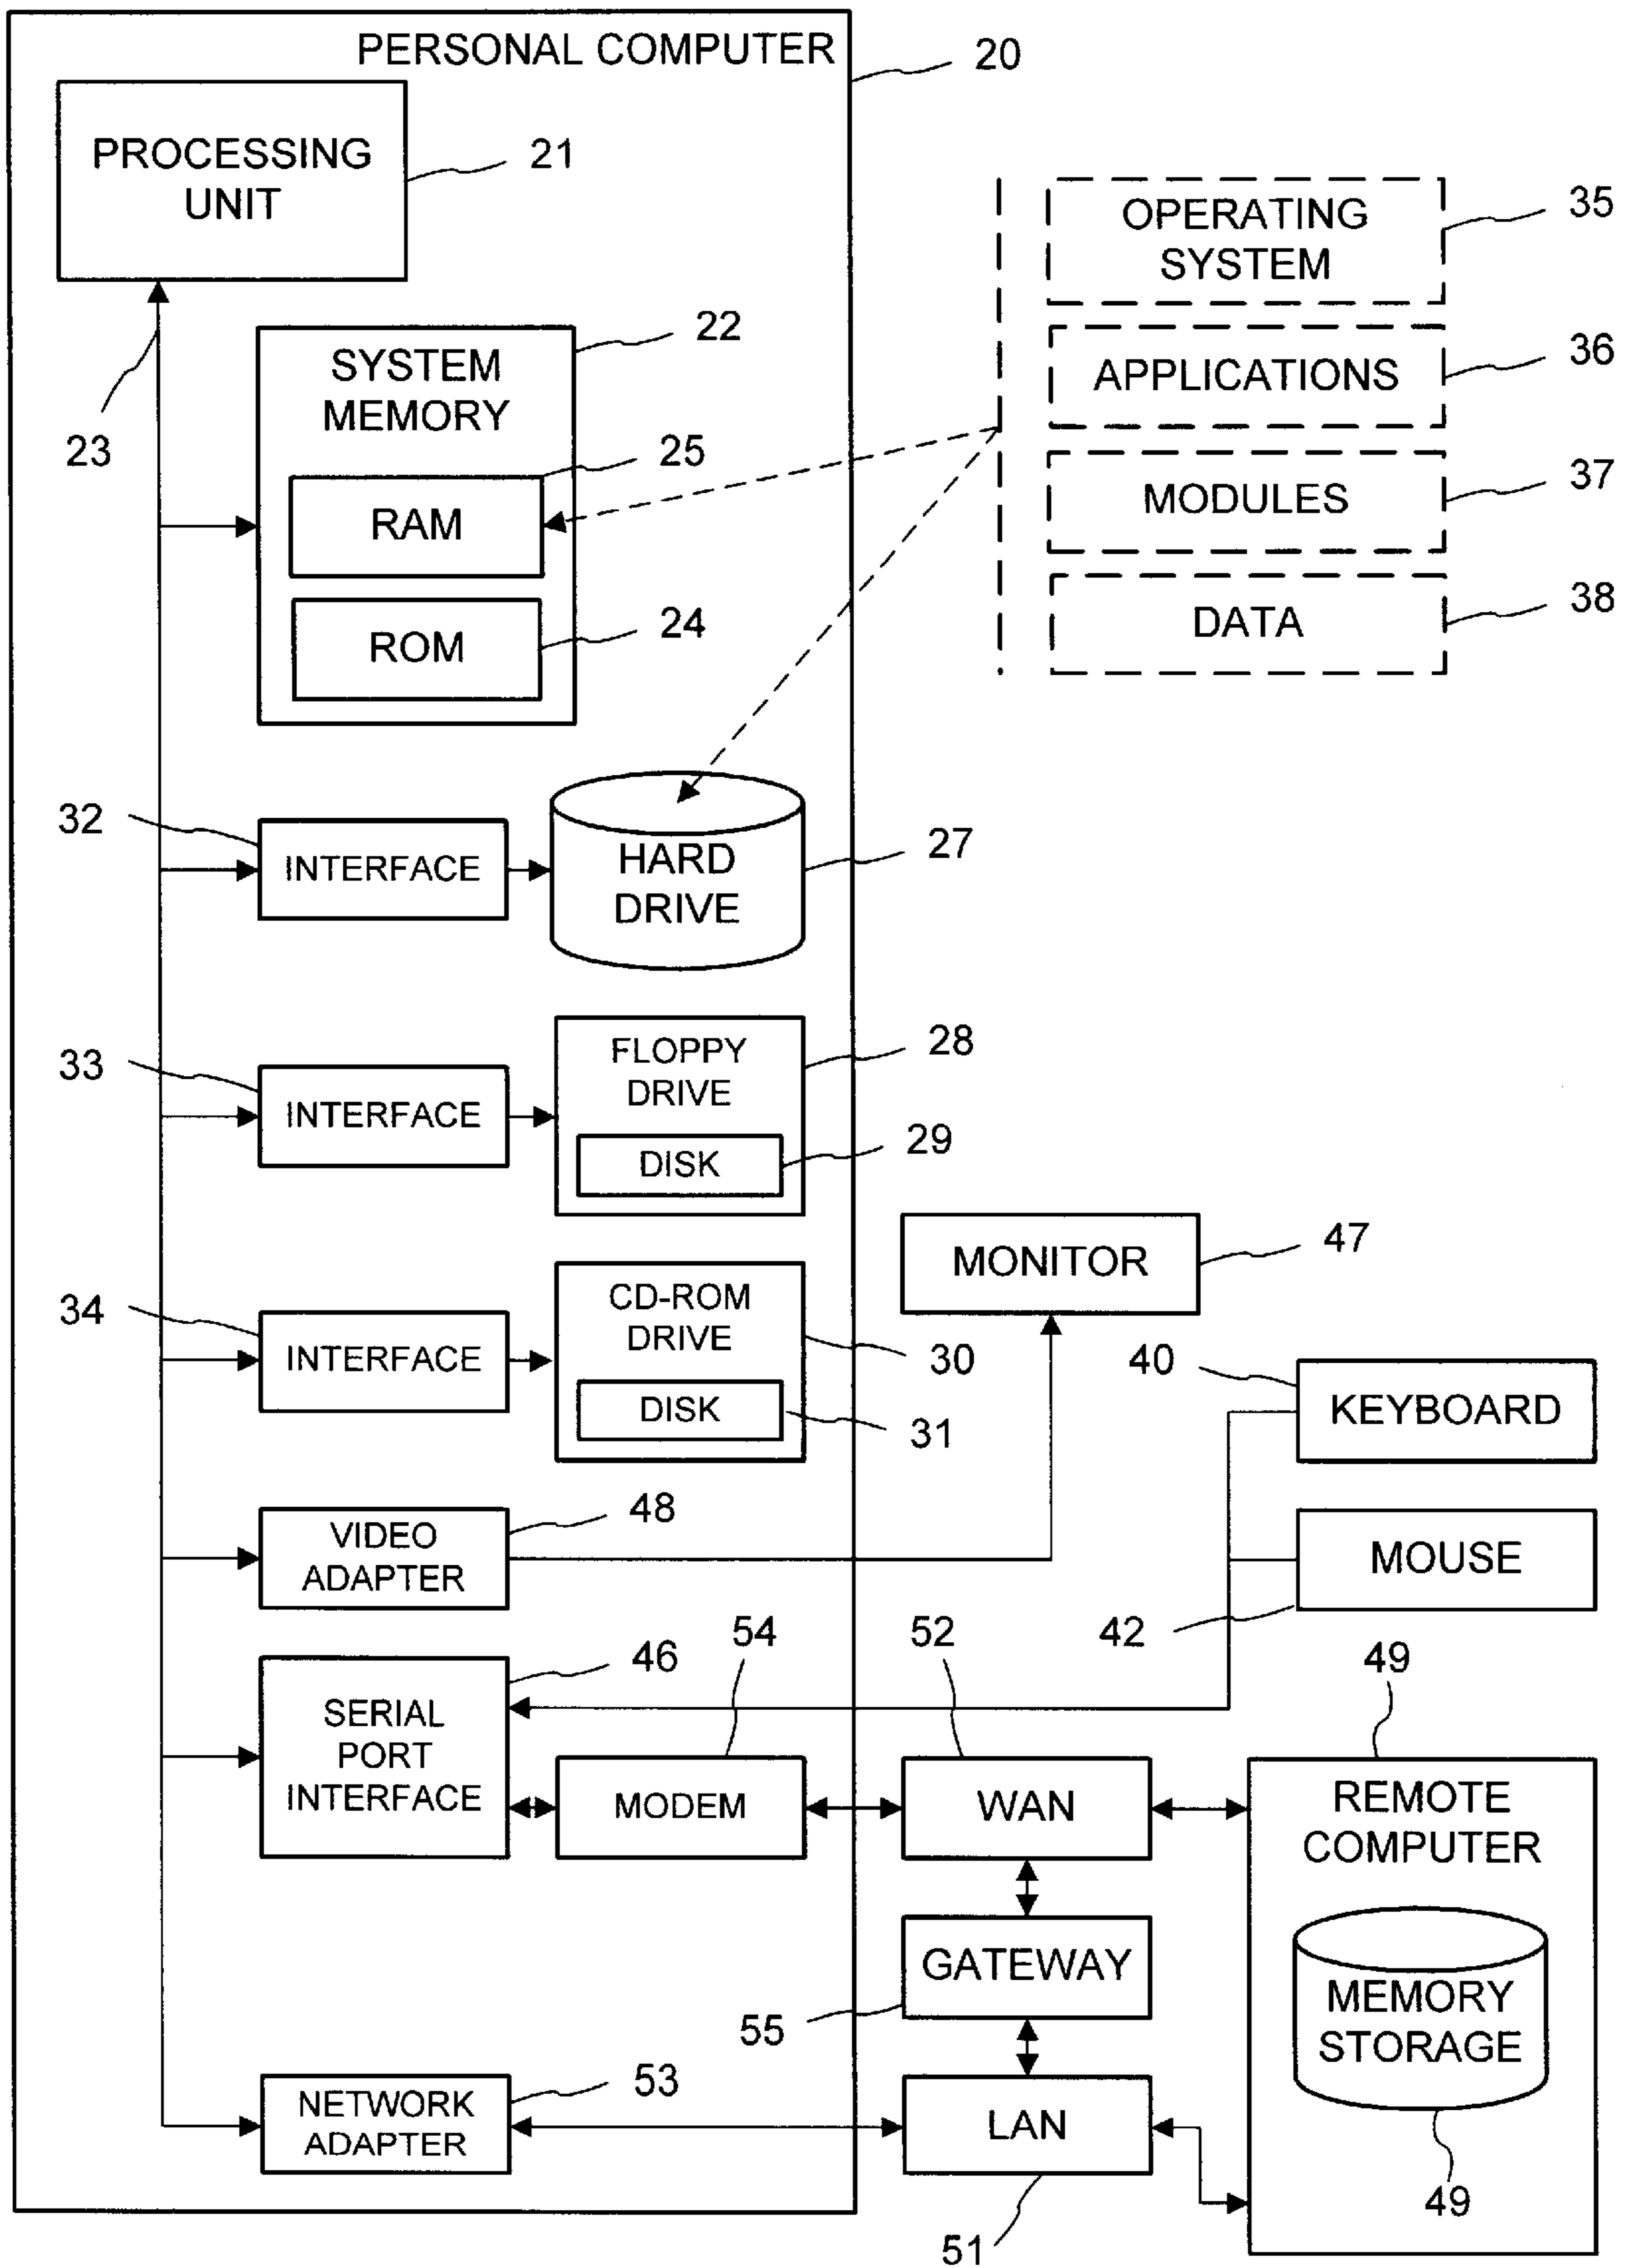 PERSONAL COMPUTER
20
PROCESSING
UNIT
21
23
SYSTEM
MEMORY
22
RAM
25
ROM
24
OPERATING
SYSTEM
35
APPLICATIONS
36
MODULES
37
DATA
38
32
INTERFACE
HARD
DRIVE
27
33
INTERFACE
FLOPPY
DRIVE
28
DISK
29
34
INTERFACE
CD-ROM
DRIVE
30
DISK
31
MONITOR
47
40
KEYBOARD
MOUSE
42
VIDEO
ADAPTER
48
SERIAL
PORT
INTERFACE
46
54
MODEM
52
WAN
49
REMOTE
COMPUTER
MEMORY
STORAGE
49
GATEWAY
55
NETWORK
ADAPTER
53
LAN
51